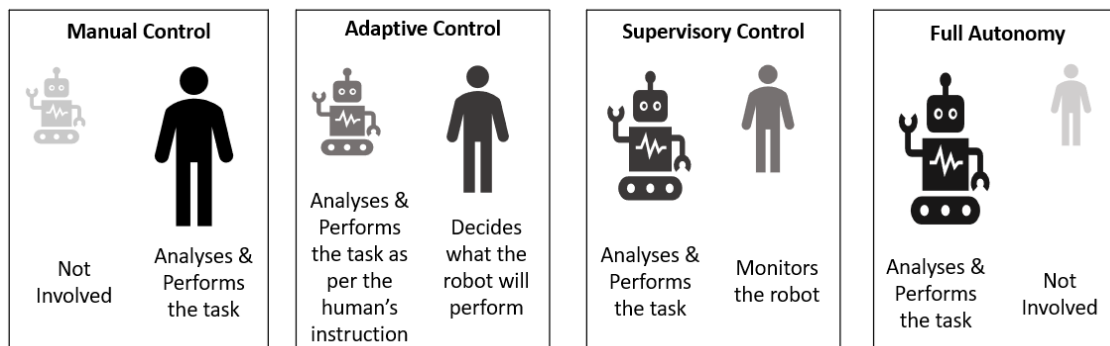 Manual Control
Not
Involved
Analyses &
Performs
the task
Adaptive Control
Analyses &
Performs
the task as
per the
human's
instruction
Decides
what the
robot will
perform
Supervisory Control
Analyses &
Performs
the task
Monitors
the robot
Full Autonomy
Analyses &
Performs
the task
Not
Involved